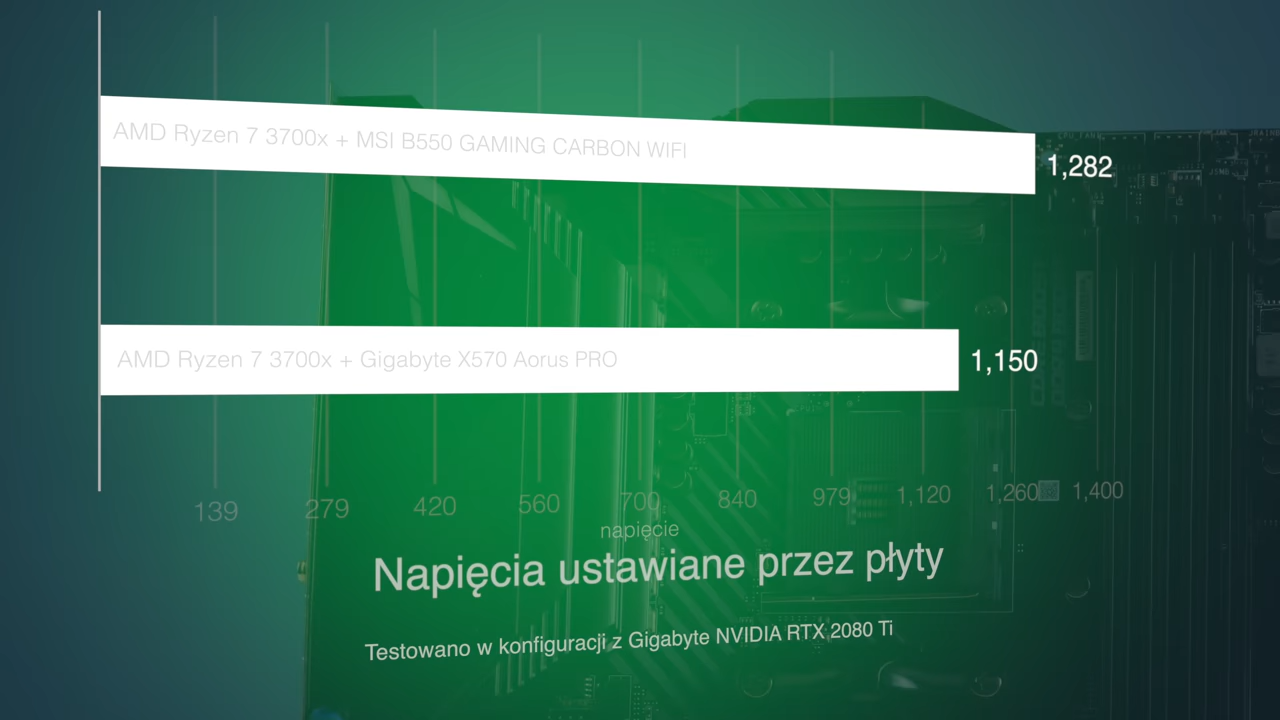 AMD Ryzen 7 3700x + MSI B550 GAMING CARBON WIFI
1,282
AMD Ryzen 7 3700x + Gigabyte X570 Aorus PRO
1,150
139 279 420 560 700 840 979 1,120 1,260 1,400
napięcie
Napięcia ustawiane przez płyty
Testowano w konfiguracji z Gigabyte NVIDIA RTX 2080 Ti